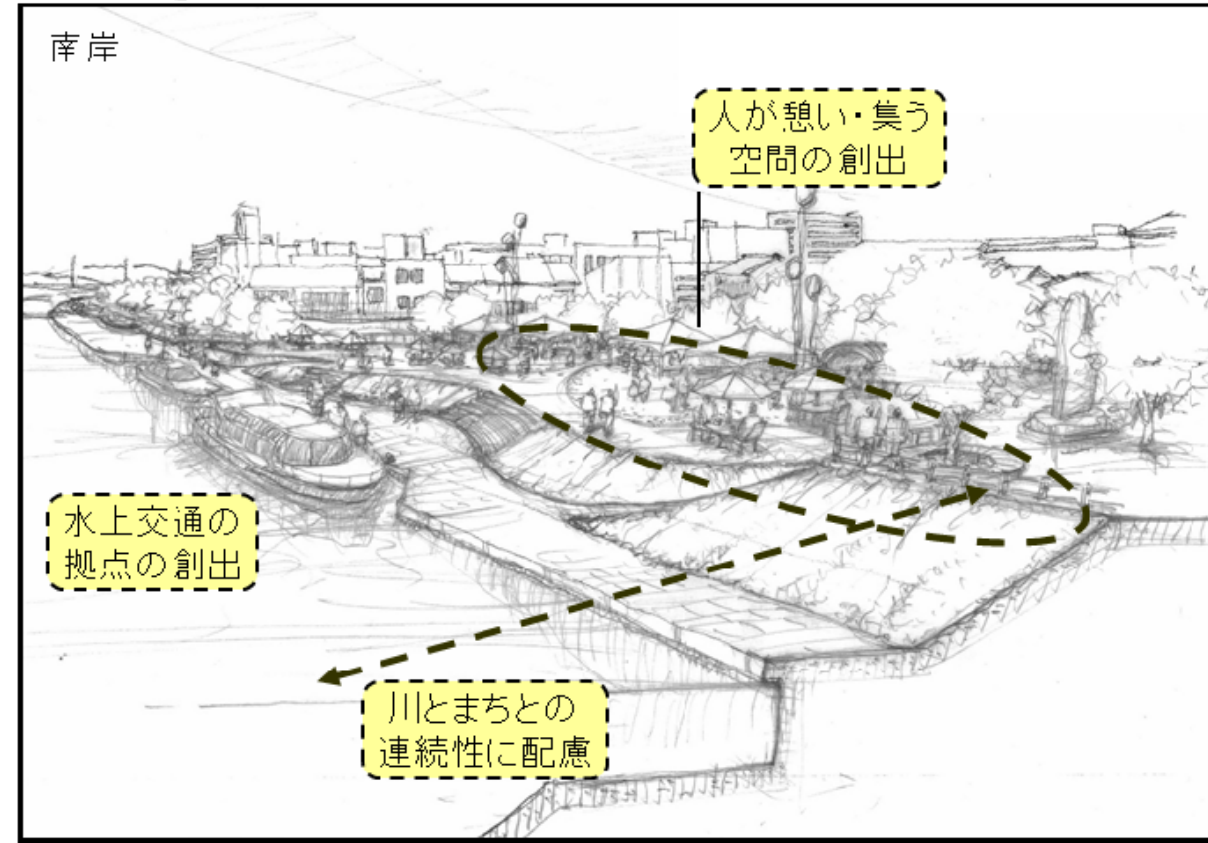 南岸
人が憩い・集う
空間の創出
水上交通の
拠点の創出
川とまちとの
連続性に配慮